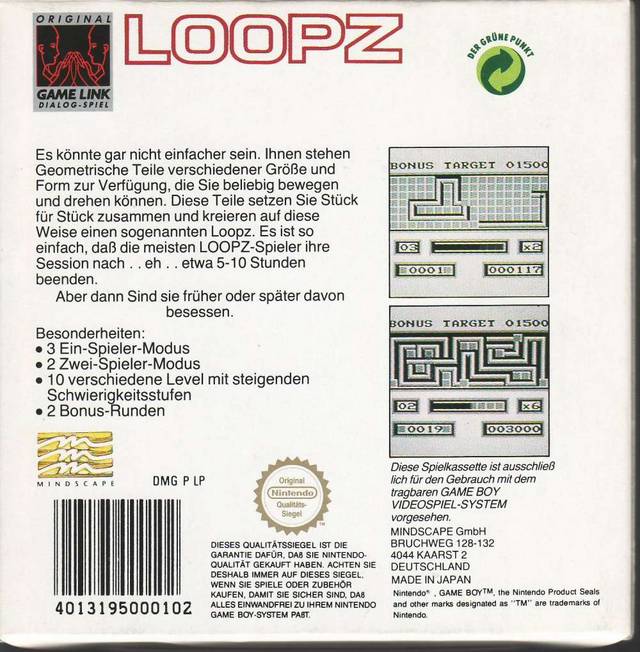 ORIGINAL
GAME LINK
DIALOG-SPIEL
LOOPZ
DER GRÜNE PUNKT
Es könnte gar nicht einfacher sein. Ihnen stehen
Geometrische Teile verschiedener Größe und
Form zur Verfügung, die Sie beliebig bewegen
und drehen können. Diese Teile setzen Sie Stück
für Stück zusammen und kreieren auf diese
Weise einen sogenannten Loopz. Es ist so
einfach, daß die meisten LOOPZ-Spieler ihre
Session nach . . eh . . etwa 5-10 Stunden
beenden.
Aber dann Sind sie früher oder später davon
besessen.
Besonderheiten:
● 3 Ein-Spieler-Modus
● 2 Zwei-Spieler-Modus
● 10 verschiedene Level mit steigenden
Schwierigkeitsstufen
● 2 Bonus-Runden
BONUS TARGET 01500
03 x2
0001 000117
BONUS TARGET 01500
02 x6
0019 003000
Diese Spielkassette ist ausschließ
lich für den Gebrauch mit dem
tragbaren GAME BOY
VIDEOSPIEL-SYSTEM
vorgesehen.
MINDSCAPE GmbH
BRUCHWEG 128-132
4044 KAARST 2
DEUTSCHLAND
MADE IN JAPAN
Nintendo®, GAME BOY™, the Nintendo Product Seals
and other marks designated as "TM" are trademarks of
Nintendo.
MINDSCAPE
DMG P LP
Original
Nintendo
Qualitäts-
Siegel
TM
DIESES QUALITÄTSSIEGEL IST DIE
GARANTIE DAFÜR, DAß SIE NINTENDO-
QUALITÄT GEKAUFT HABEN. ACHTEN SIE
DESHALB IMMER AUF DIESES SIEGEL,
WENN SIE SPIELE ODER ZUBEHÖR
KAUFEN, DAMIT SIE SICHER SIND, DAß
ALLES EINWANDFREI ZU IHREM NINTENDO
GAME BOY-SYSTEM PAßT.
4013195000102